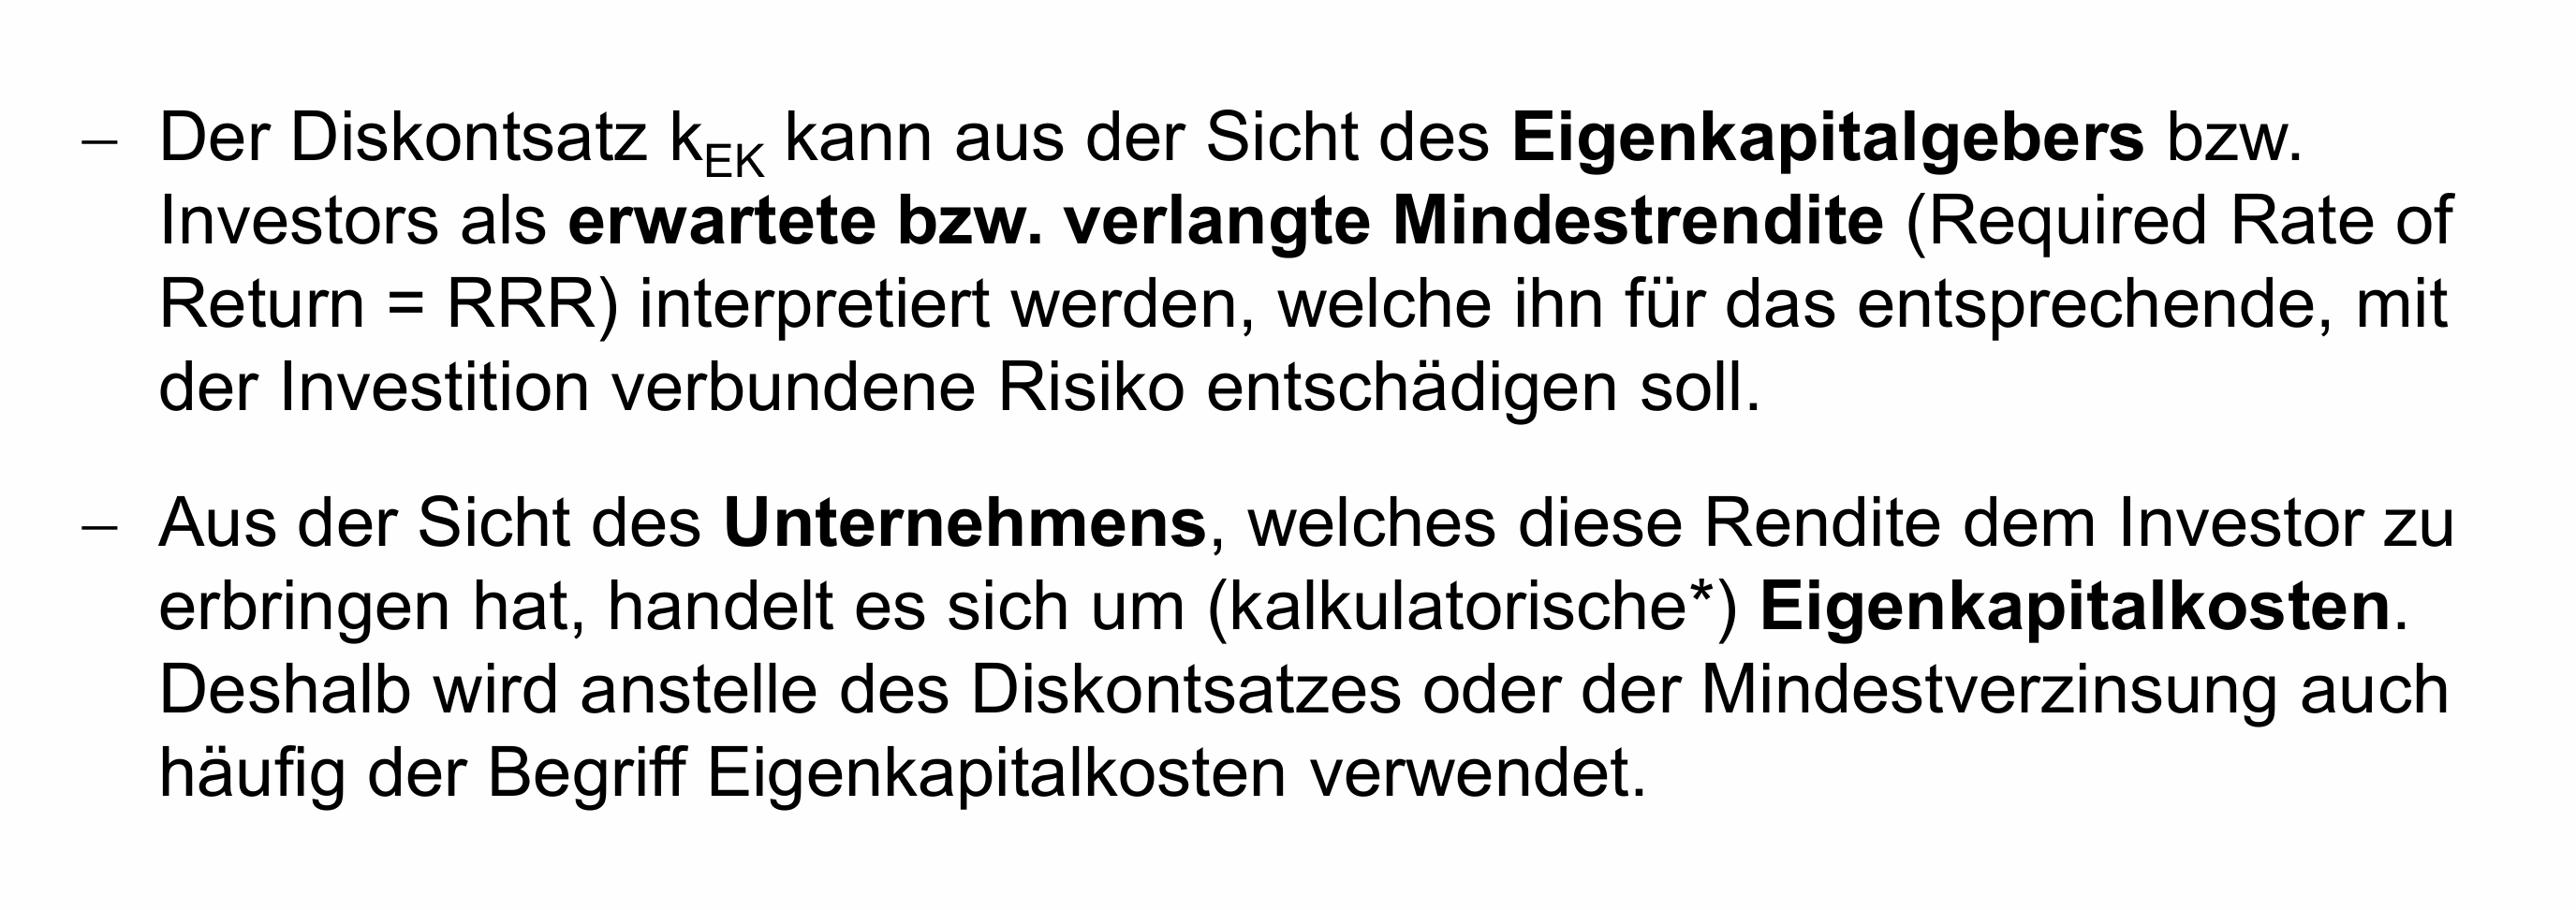 – Der Diskontsatz kEK kann aus der Sicht des Eigenkapitalgebers bzw.
Investors als erwartete bzw. verlangte Mindestrendite (Required Rate of
Return = RRR) interpretiert werden, welche ihn für das entsprechende, mit
der Investition verbundene Risiko entschädigen soll.
– Aus der Sicht des Unternehmens, welches diese Rendite dem Investor zu
erbringen hat, handelt es sich um (kalkulatorische*) Eigenkapitalkosten.
Deshalb wird anstelle des Diskontsatzes oder der Mindestverzinsung auch
häufig der Begriff Eigenkapitalkosten verwendet.